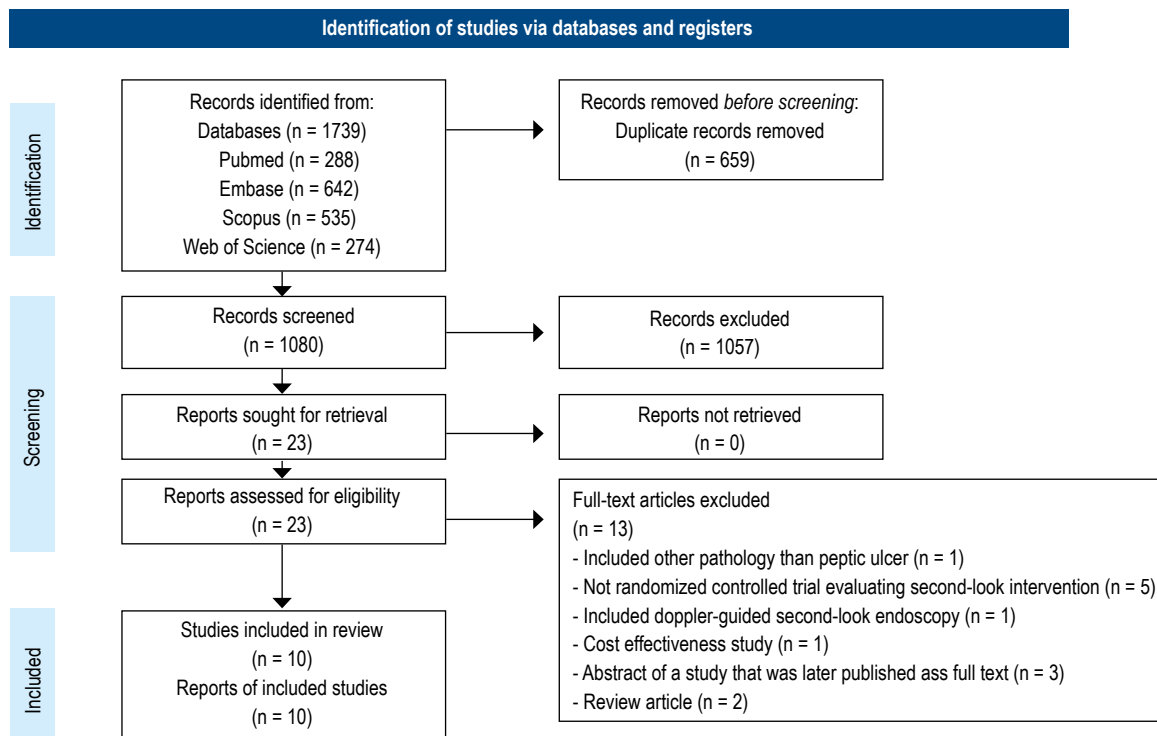 Identification of studies via databases and registers
Identification
Records identified from:
Databases (n = 1739)
Pubmed (n = 288)
Embase (n = 642)
Scopus (n = 535)
Web of Science (n = 274)
Records removed before screening:
Duplicate records removed
(n = 659)
Screening
Records screened
(n = 1080)
Records excluded
(n = 1057)
Reports sought for retrieval
(n = 23)
Reports not retrieved
(n = 0)
Reports assessed for eligibility
(n = 23)
Full-text articles excluded
(n = 13)
- Included other pathology than peptic ulcer (n = 1)
- Not randomized controlled trial evaluating second-look intervention (n = 5)
- Included doppler-guided second-look endoscopy (n = 1)
- Cost effectiveness study (n = 1)
- Abstract of a study that was later published ass full text (n = 3)
- Review article (n = 2)
Included
Studies included in review
(n = 10)
Reports of included studies
(n = 10)